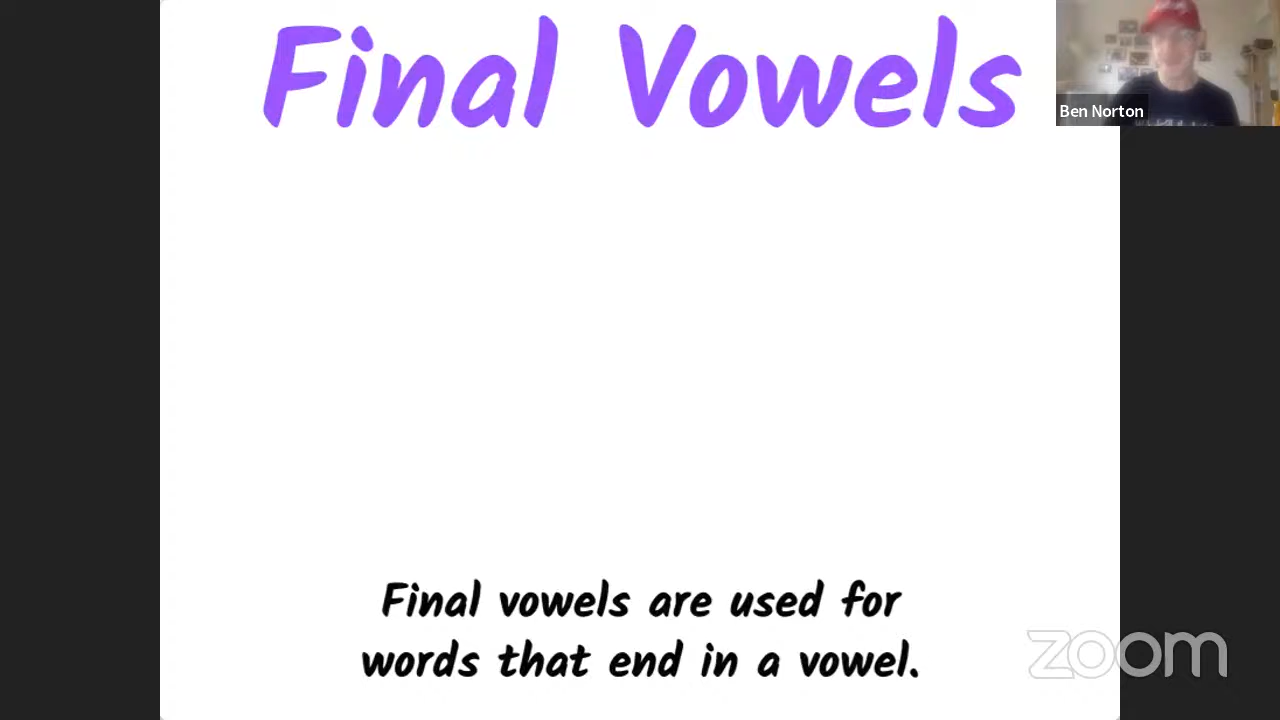 Final Vowels
Ben Norton
Final vowels are used for
words that end in a vowel.
zoom